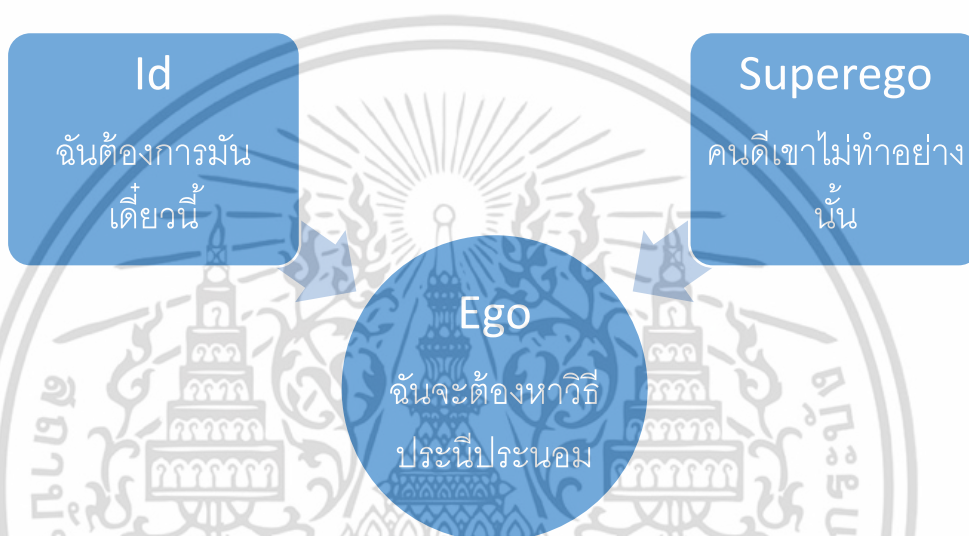 Id
ฉันต้องการมัน
เดี๋ยวนี้
Superego
คนดีเขาไม่ทำอย่าง
นั้น
Ego
ฉันจะต้องหาวิธี
ประนีประนอม